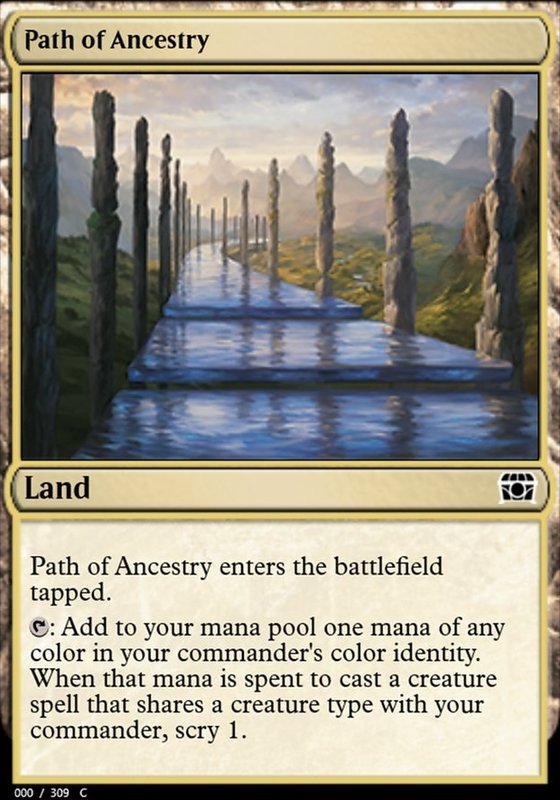 Path of Ancestry
Land
Path of Ancestry enters the battlefield
tapped.
: Add to your mana pool one mana of any
color in your commander's color identity.
When that mana is spent to cast a creature
spell that shares a creature type with your
commander, scry 1.
000 / 309 C